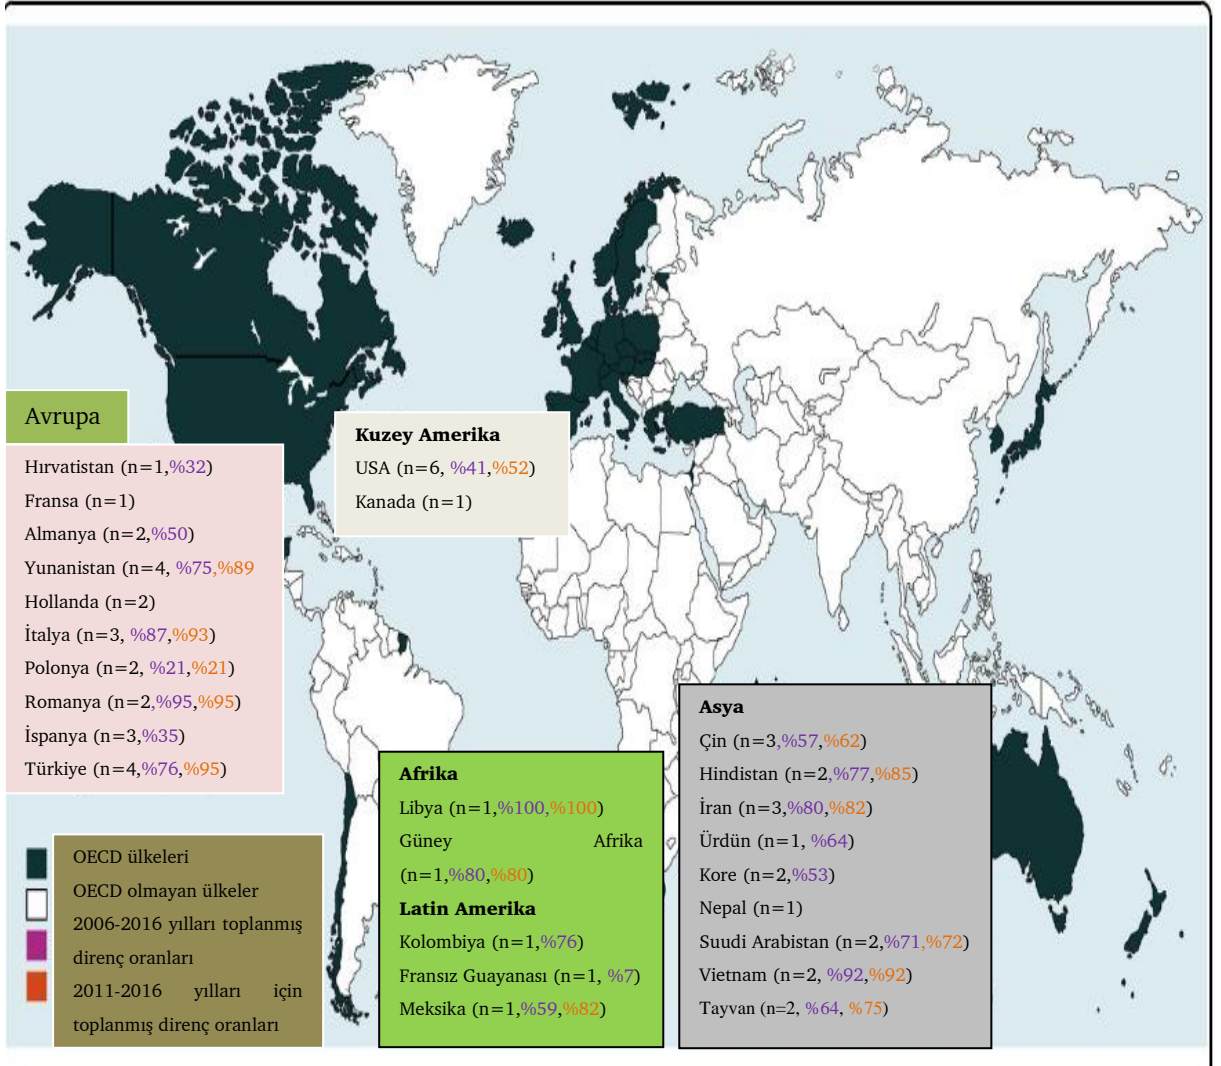 Avrupa
Hırvatistan (n=1,%32)
Fransa (n=1)
Almanya (n=2,%50)
Yunanistan (n=4, %75,%89
Hollanda (n=2)
İtalya (n=3, %87,%93)
Polonya (n=2, %21,%21)
Romanya (n=2,%95,%95)
İspanya (n=3,%35)
Türkiye (n=4,%76,%95)
Kuzey Amerika
USA (n=6, %41,%52)
Kanada (n=1)
OECD ülkeleri
OECD olmayan ülkeler
2006-2016 yılları toplanmış
direnç oranları
2011-2016 yılları için
toplanmış direnç oranları
Afrika
Libya (n=1,%100,%100)
Güney Afrika
(n=1,%80,%80)
Latin Amerika
Kolombiya (n=1,%76)
Fransız Guayanası (n=1, %7)
Meksika (n=1,%59,%82)
Asya
Çin (n=3,%57,%62)
Hindistan (n=2,%77,%85)
İran (n=3,%80,%82)
Ürdün (n=1, %64)
Kore (n=2,%53)
Nepal (n=1)
Suudi Arabistan (n=2,%71,%72)
Vietnam (n=2, %92,%92)
Tayvan (n=2, %64, %75)